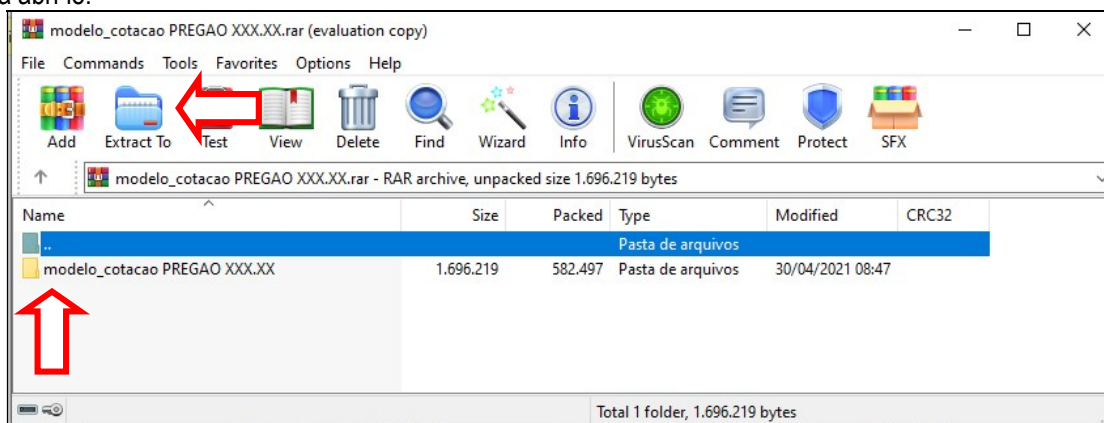 modelo_cotacao PREGAO XXX.XX.rar (evaluation copy)
File Commands Tools Favorites Options Help
Add Extract To Test View Delete Find Wizard Info VirusScan Comment Protect SFX
modelo_cotacao PREGAO XXX.XX.rar - RAR archive, unpacked size 1.696.219 bytes
Name Size Packed Type Modified CRC32
.. Pasta de arquivos
modelo_cotacao PREGAO XXX.XX 1.696.219 582.497 Pasta de arquivos 30/04/2021 08:47
Total 1 folder, 1.696.219 bytes